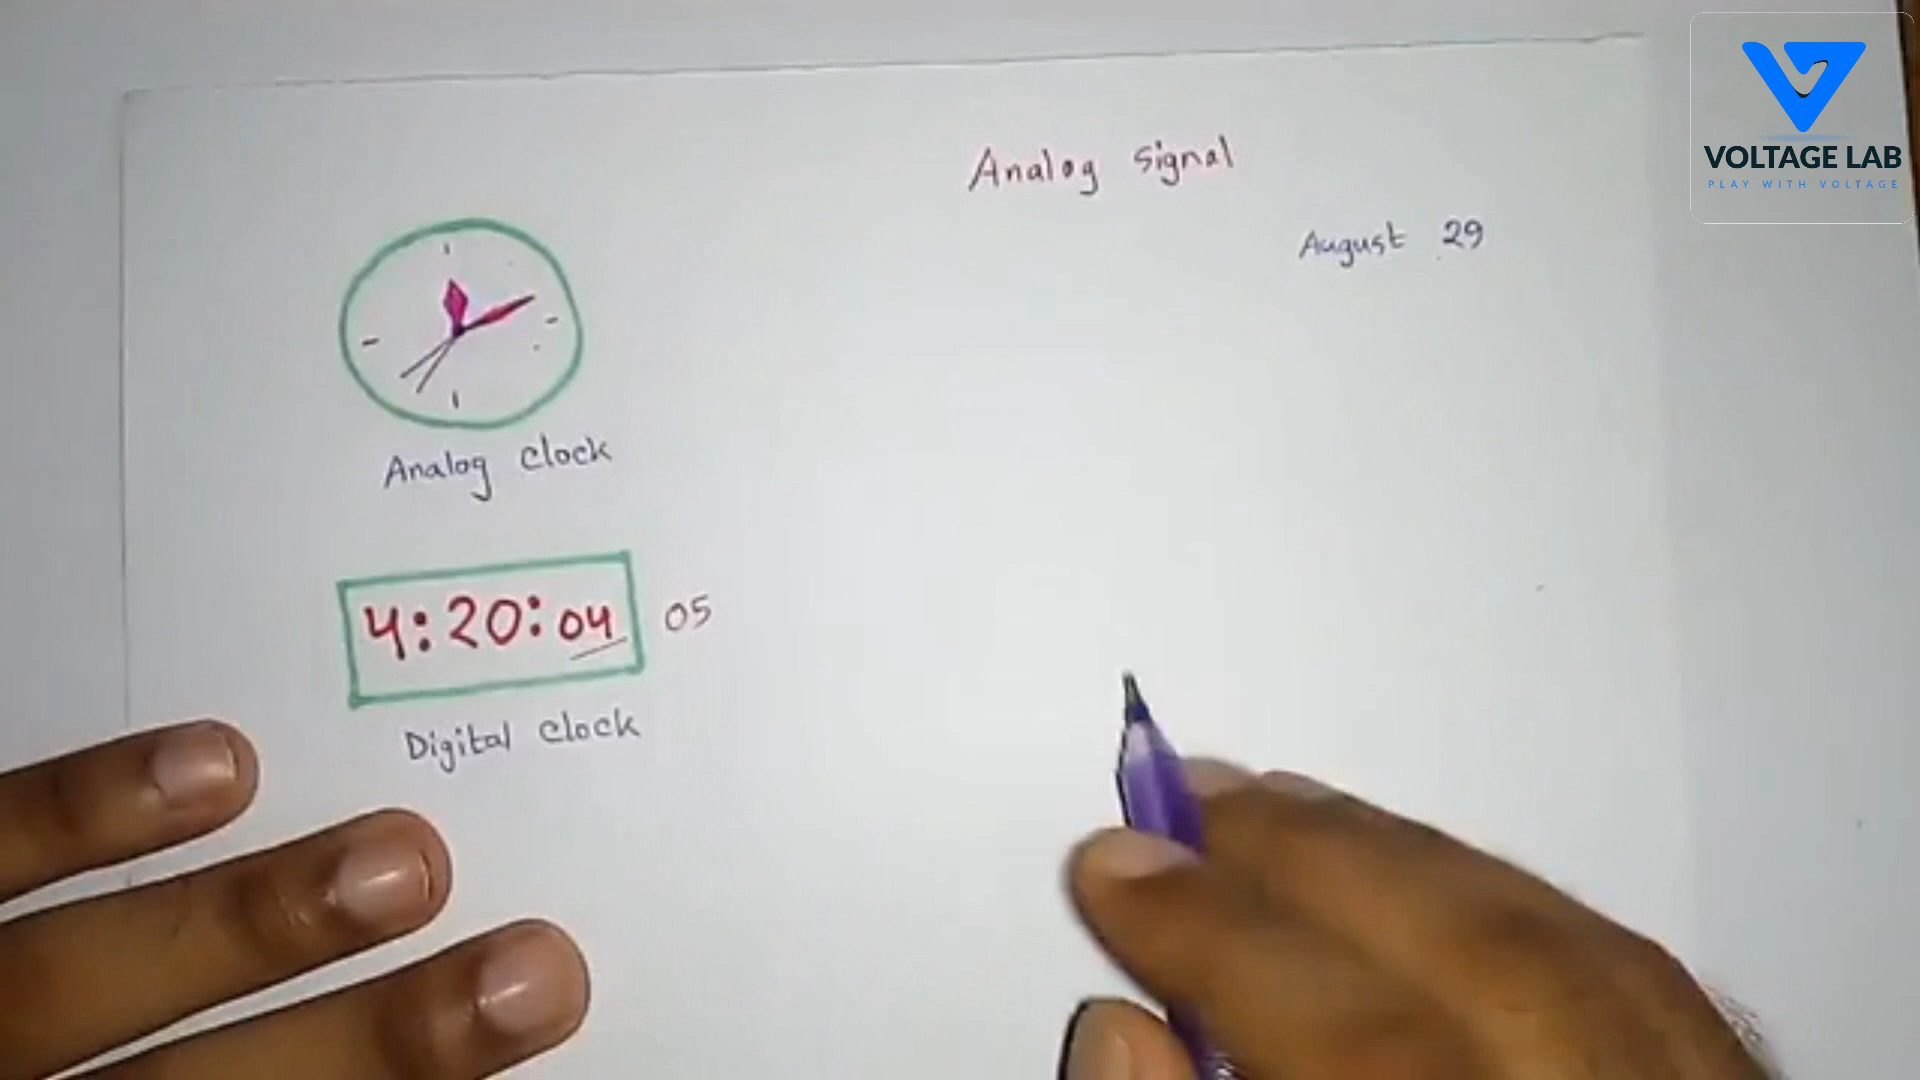 Analog Signal
August 29
Analog Clock
4:20:04 05
Digital Clock
VOLTAGE LAB
PLAY WITH VOLTAGE